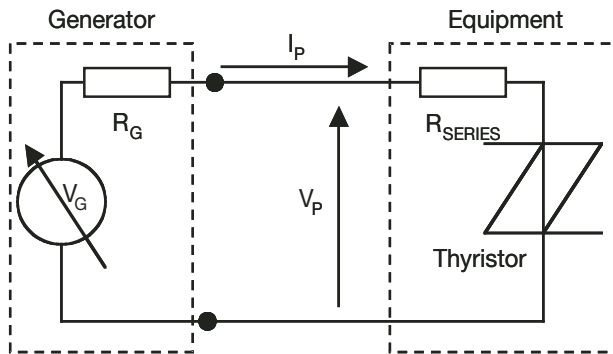 Generator
Equipment
I_P
R_G
R_SERIES
V_G
V_P
Thyristor